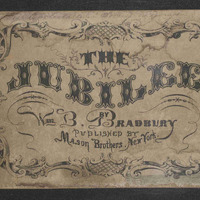 THE
JUBILEE
BY
Wm. B. BRADBURY
PUBLISHED BY
Mason Brothers, New York.